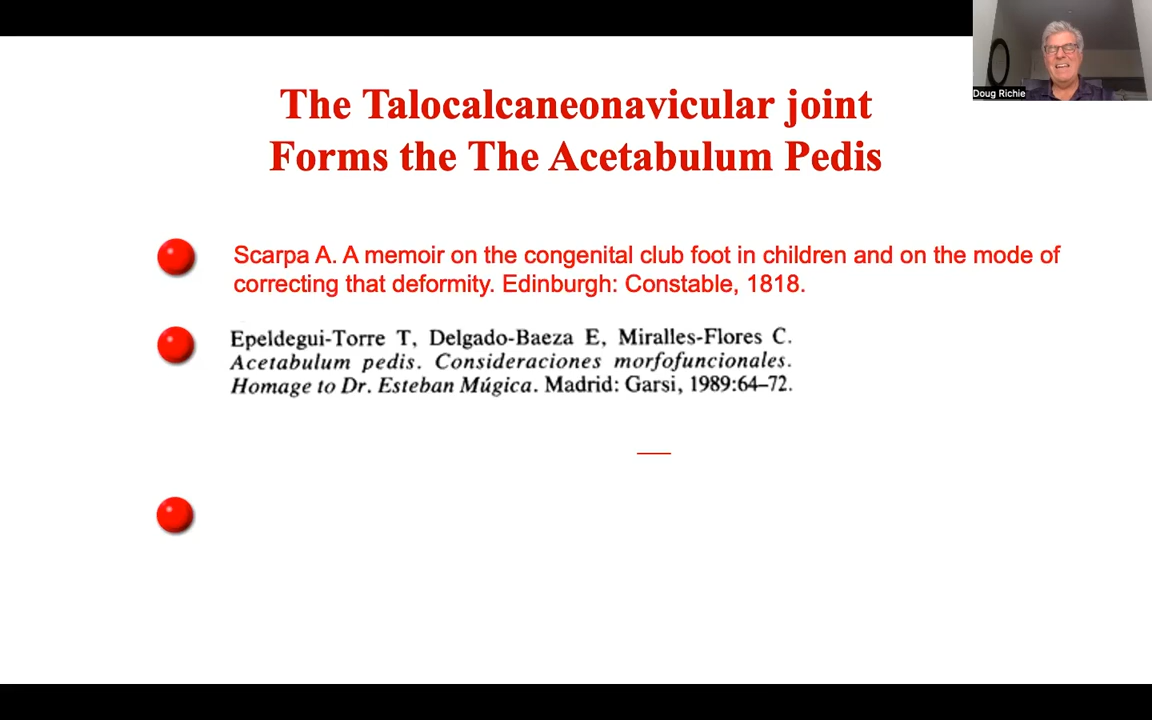 Doug Richie
The Talocalcaneonavicular joint
Forms the The Acetabulum Pedis
Scarpa A. A memoir on the congenital club foot in children and on the mode of
correcting that deformity. Edinburgh: Constable, 1818.
Epeldegui-Torre T, Delgado-Baeza E, Miralles-Flores C.
Acetabulum pedis. Consideraciones morfofuncionales.
Homage to Dr. Esteban Múgica. Madrid: Garsi, 1989:64–72.